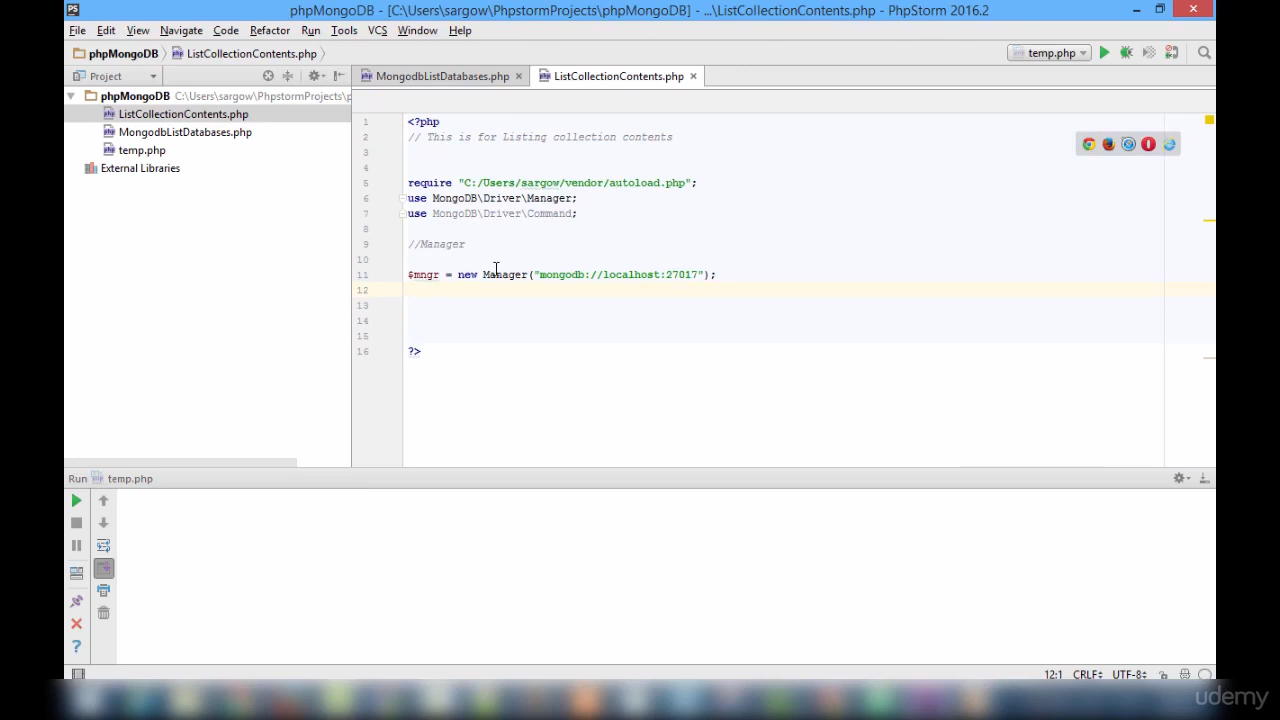 PS phpMongoDB - [C:\Users\sargow\PhpstormProjects\phpMongoDB] - ...\ListCollectionContents.php - PhpStorm 2016.2
File Edit View Navigate Code Refactor Run Tools VCS Window Help
phpMongoDB ListCollectionContents.php temp.php
Project MongodbListDatabases.php ListCollectionContents.php
phpMongoDB C:\Users\sargow\PhpstormProjects\p
ListCollectionContents.php
MongodbListDatabases.php
temp.php
External Libraries
1 <?php
2 // This is for Listing collection contents
3
4
5 require "C:/Users/sargow/vendor/autoload.php";
6 use MongoDB\Driver\Manager;
7 use MongoDB\Driver\Command;
8
9 //Manager
10
11 $mngr = new Manager("mongodb://localhost:27017");
12
13
14
15
16 ?>
Run temp.php
12:1 CRLF UTF-8
udemy